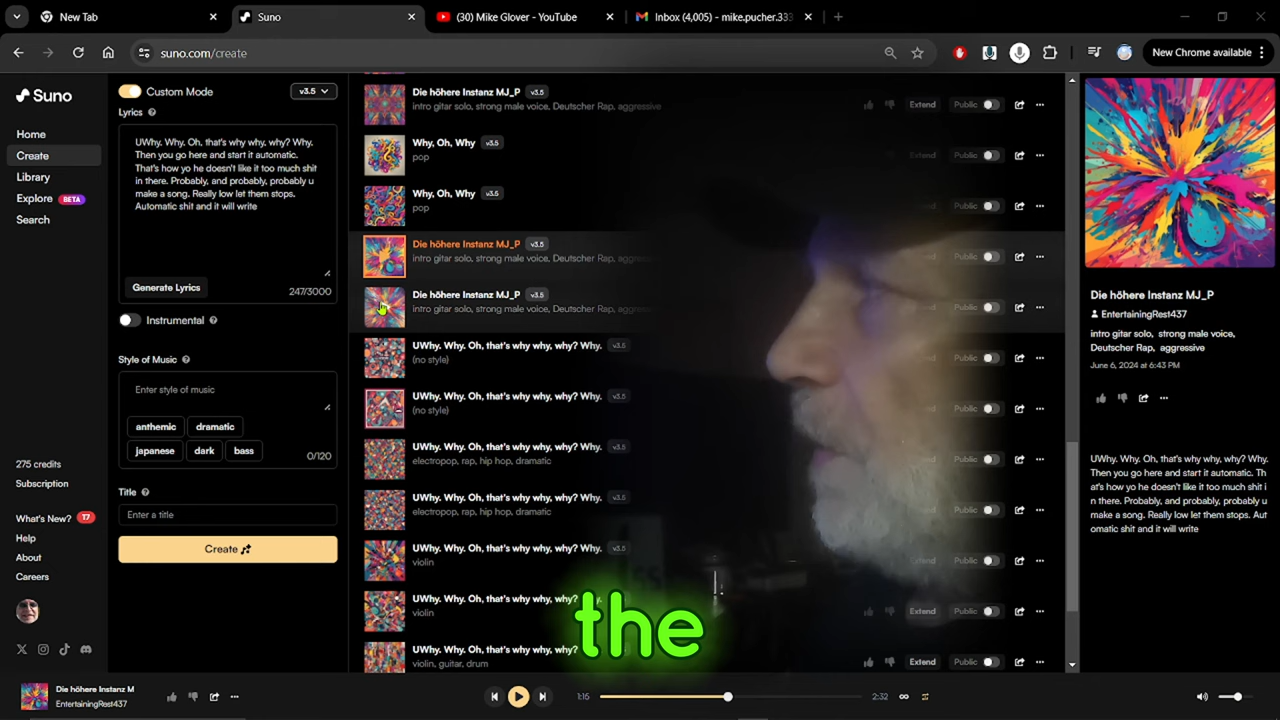 New Tab
Suno
(30) Mike Glover - YouTube
Inbox (4,005) - mike.pucher.333
suno.com/create
New Chrome available
Suno
Home
Create
Library
Explore BETA
Search
275 credits
Subscription
What's New? 17
Help
About
Careers
Custom Mode
v3.5
Lyrics
UWhy. Why. Oh, that's why why, why? Why.
Then you go here and start it automatic.
That's how yo he doesn't like it too much shit
in there. Probably, and probably, probably u
make a song. Really low let them stops.
Automatic shit and it will write
Generate Lyrics
247/3000
Instrumental
Style of Music
Enter style of music
anthemic
dramatic
japanese
dark
bass
0/120
Title
Enter a title
Create
Die höhere Instanz MJ_P v3.5
intro gitar solo, strong male voice, Deutscher Rap, aggressive
Extend
Public
Why, Oh, Why v3.5
pop
Extend
Public
Why, Oh, Why v3.5
pop
Extend
Public
Die höhere Instanz MJ_P v3.5
intro gitar solo, strong male voice, Deutscher Rap,
Public
Die höhere Instanz MJ_P v3.5
intro gitar solo, strong male voice, Deutscher Rap,
Public
UWhy. Why. Oh, that's why why, why? Why. v3.5
(no style)
Public
UWhy. Why. Oh, that's why why, why? Why. v3.5
(no style)
Public
UWhy. Why. Oh, that's why why, why? Why. v3.5
electropop, rap, hip hop, dramatic
Public
UWhy. Why. Oh, that's why why, why? Why. v3.5
electropop, rap, hip hop, dramatic
Public
UWhy. Why. Oh, that's why why, why? Why. v3.5
violin
Extend
Public
UWhy. Why. Oh, that's why why, why?
violin
Extend
Public
UWhy. Why. Oh, that's why why, why?
violin, guitar, drum
Extend
Public
the
Die höhere Instanz MJ_P
EntertainingRest437
intro gitar solo, strong male voice,
Deutscher Rap, aggressive
June 6, 2024 at 6:43 PM
UWhy. Why. Oh, that's why why, why? Why.
Then you go here and start it automatic. Th
at's how yo he doesn't like it too much shit i
n there. Probably, and probably, probably u
make a song. Really low let them stops. Aut
omatic shit and it will write
Die höhere Instanz M
EntertainingRest437
1:16
2:32